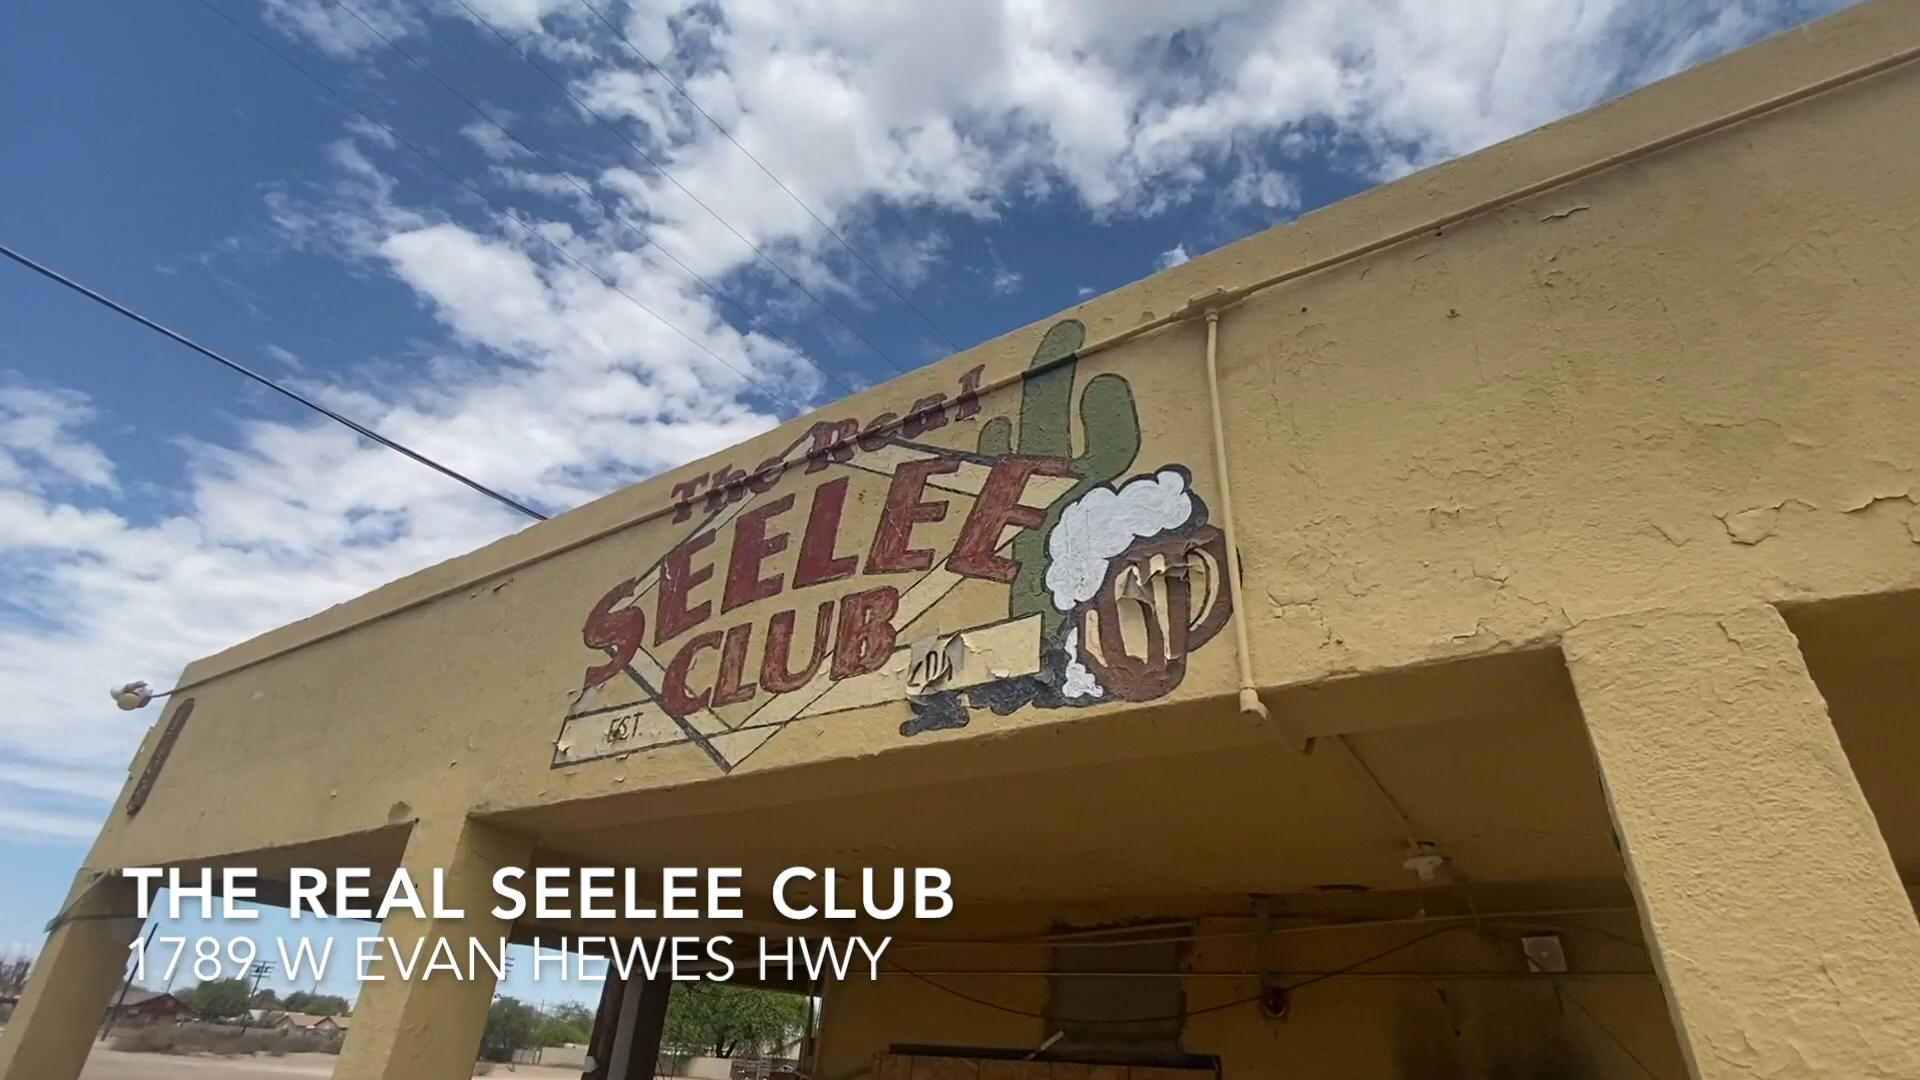 The Real
SEELEE
CLUB
EST.
THE REAL SEELEE CLUB
1789 W EVAN HEWES HWY